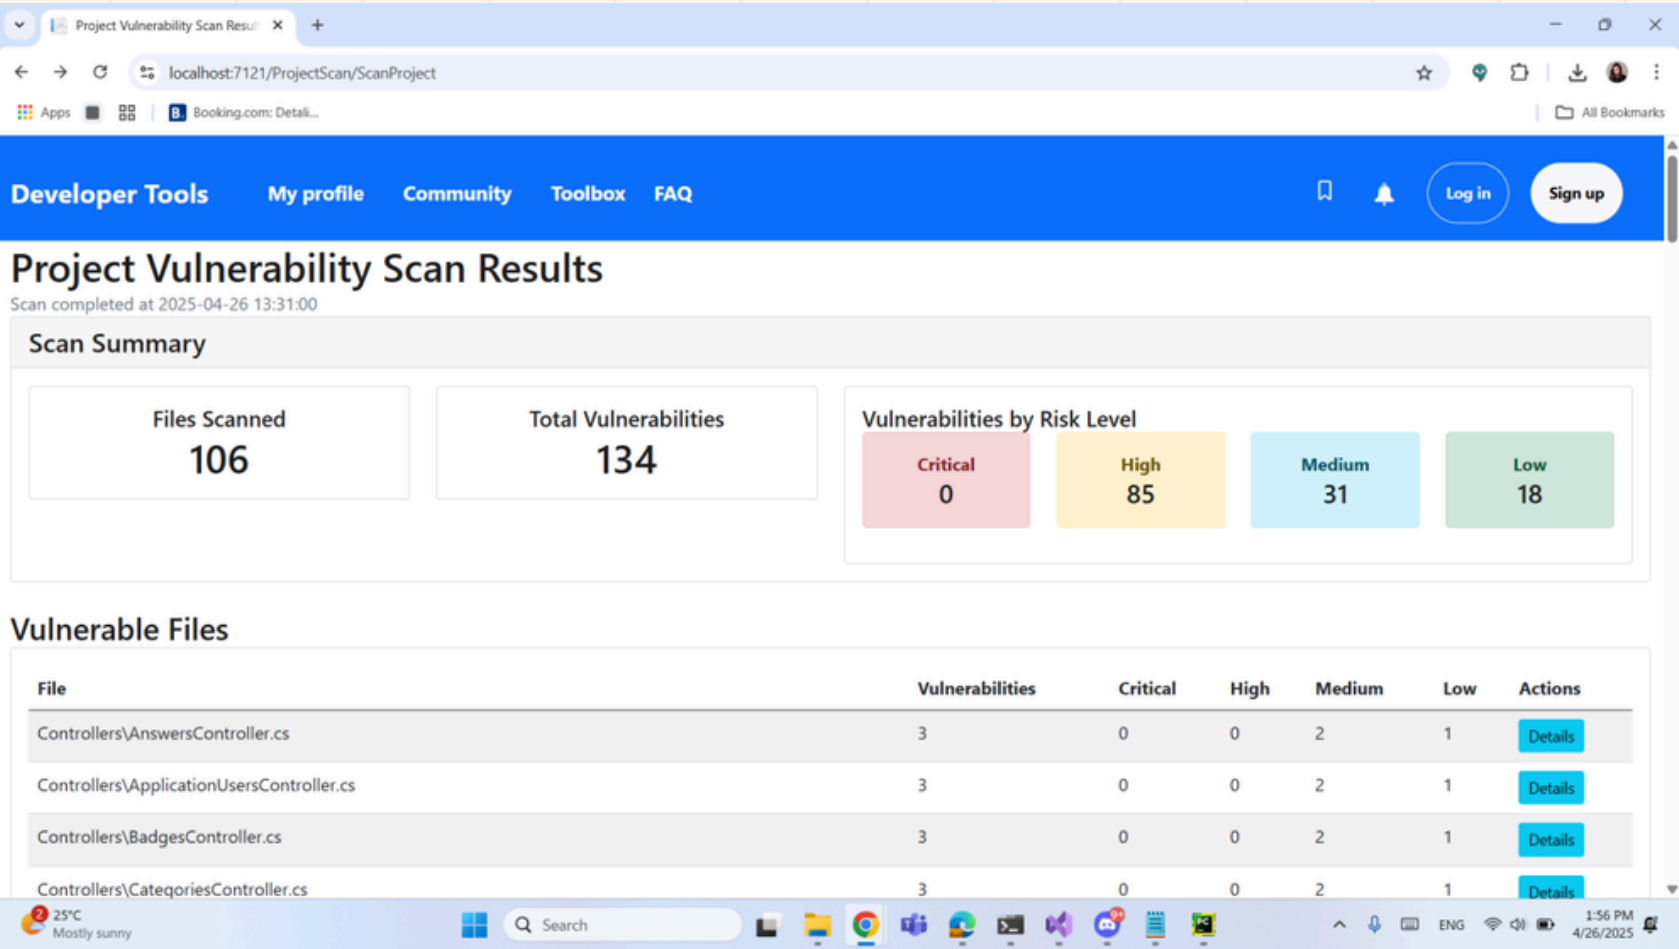 Project Vulnerability Scan Resul
localhost:7121/ProjectScan/ScanProject
Apps
B. Booking.com: Detali...
All Bookmarks
Developer Tools My profile Community Toolbox FAQ Log in Sign up
Project Vulnerability Scan Results
Scan completed at 2025-04-26 13:31:00
Scan Summary
Files Scanned
106
Total Vulnerabilities
134
Vulnerabilities by Risk Level
Critical
0
High
85
Medium
31
Low
18
Vulnerable Files
File Vulnerabilities Critical High Medium Low Actions
Controllers\AnswersController.cs 3 0 0 2 1 Details
Controllers\ApplicationUsersController.cs 3 0 0 2 1 Details
Controllers\BadgesController.cs 3 0 0 2 1 Details
Controllers\CategoriesController.cs 3 0 0 2 1 Details
2
25°C
Mostly sunny
Search
9+
PC
ENG
1:56 PM
4/26/2025